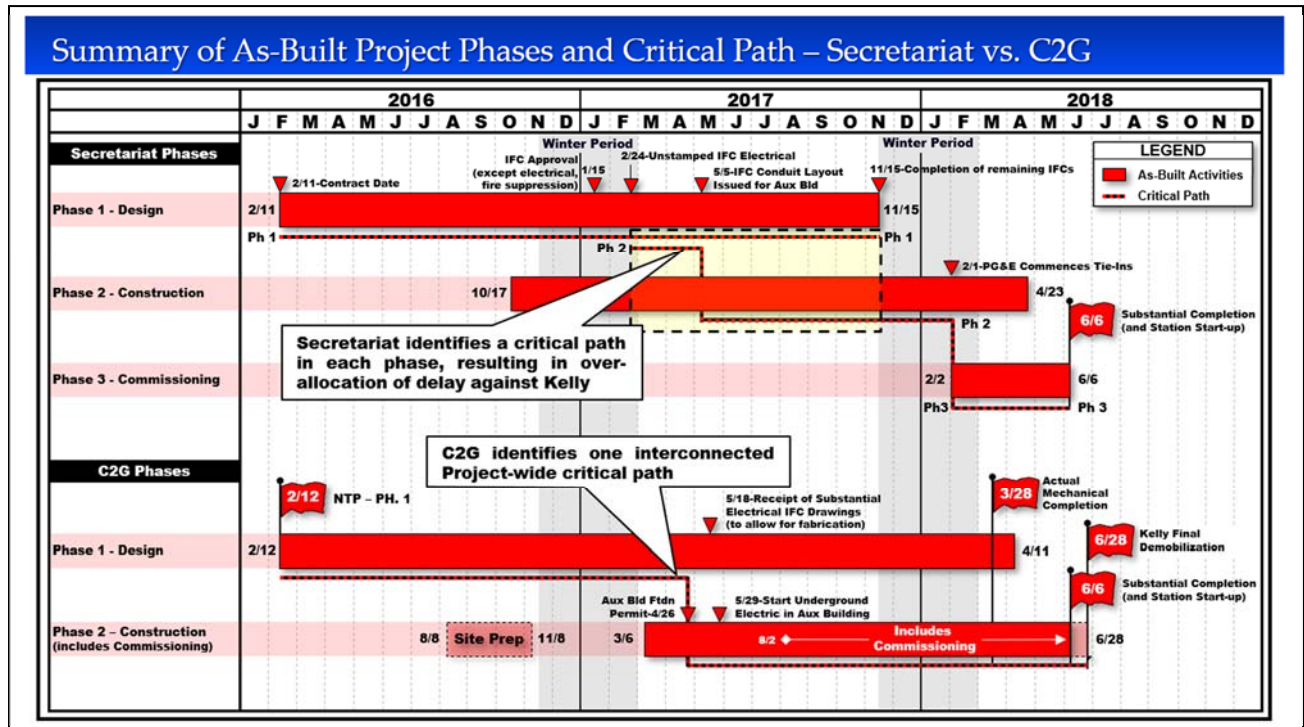 Summary of As-Built Project Phases and Critical Path – Secretariat vs. C2G
2016 2017 2018
J F M A M J J A S O N D J F M A M J J A S O N D J F M A M J J A S O N D
Secretariat Phases
Winter Period
Winter Period
IFC Approval
(except electrical,
fire suppression)
1/15
2/24-Unstamped IFC Electrical
5/5-IFC Conduit Layout
Issued for Aux Bld
11/15-Completion of remaining IFCs
LEGEND
As-Built Activities
Critical Path
2/11-Contract Date
Phase 1 - Design
2/11
11/15
Ph 1
Ph 1
Ph 2
2/1-PG&E Commences Tie-Ins
Phase 2 - Construction
10/17
4/23
Ph 2
6/6
Substantial Completion
(and Station Start-up)
Secretariat identifies a critical path
in each phase, resulting in over-
allocation of delay against Kelly
Phase 3 - Commissioning
2/2
6/6
Ph3
Ph 3
C2G identifies one interconnected
Project-wide critical path
C2G Phases
2/12
NTP – PH. 1
5/18-Receipt of Substantial
Electrical IFC Drawings
(to allow for fabrication)
3/28
Actual
Mechanical
Completion
Phase 1 - Design
2/12
4/11
6/28
Kelly Final
Demobilization
6/6
Substantial Completion
(and Station Start-up)
Aux Bld Ftdn
Permit-4/26
5/29-Start Underground
Electric in Aux Building
Phase 2 – Construction
(includes Commissioning)
8/8
Site Prep
11/8
3/6
8/2
Includes
Commissioning
6/28